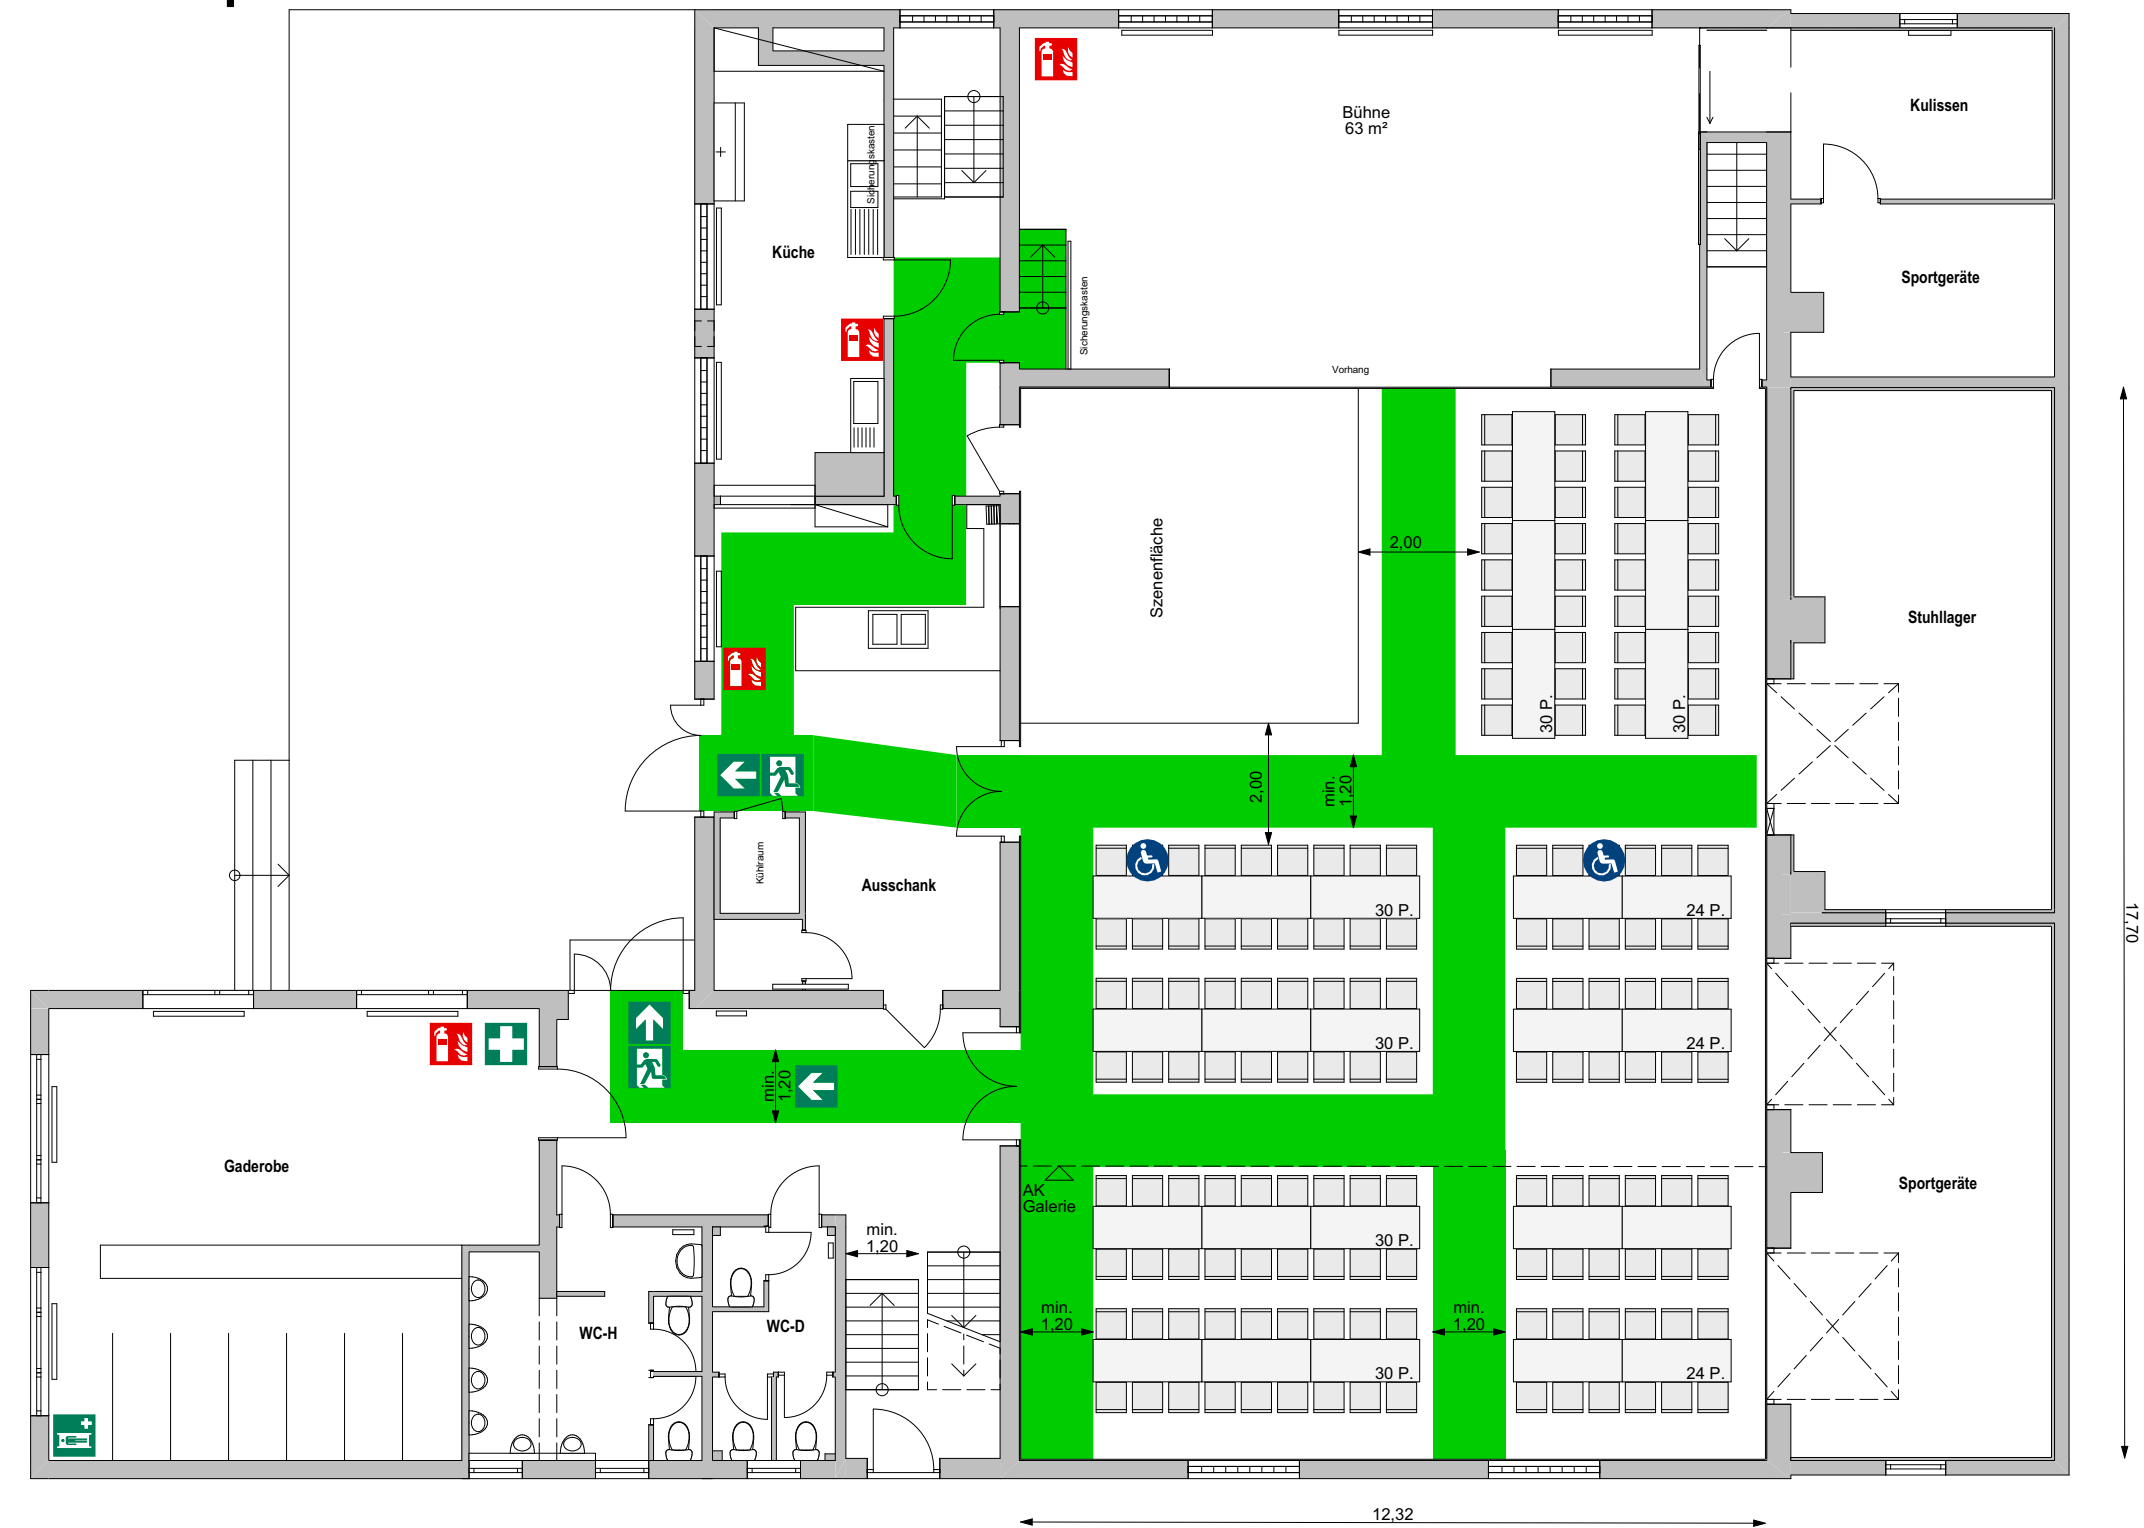 Bühne
63 m²
Kulissen
Sicherungskasten
Küche
Sportgeräte
Sicherungskasten
Vorhang
2,00
Szenenfläche
Stuhllager
30 P.
30 P.
2,00
min.
1,20
Kühlraum
Ausschank
30 P.
24 P.
17,70
30 P.
24 P.
min.
1,20
Gaderobe
AK
Galerie
Sportgeräte
min.
1,20
30 P.
min.
1,20
min.
1,20
WC-H
WC-D
30 P.
24 P.
12,32